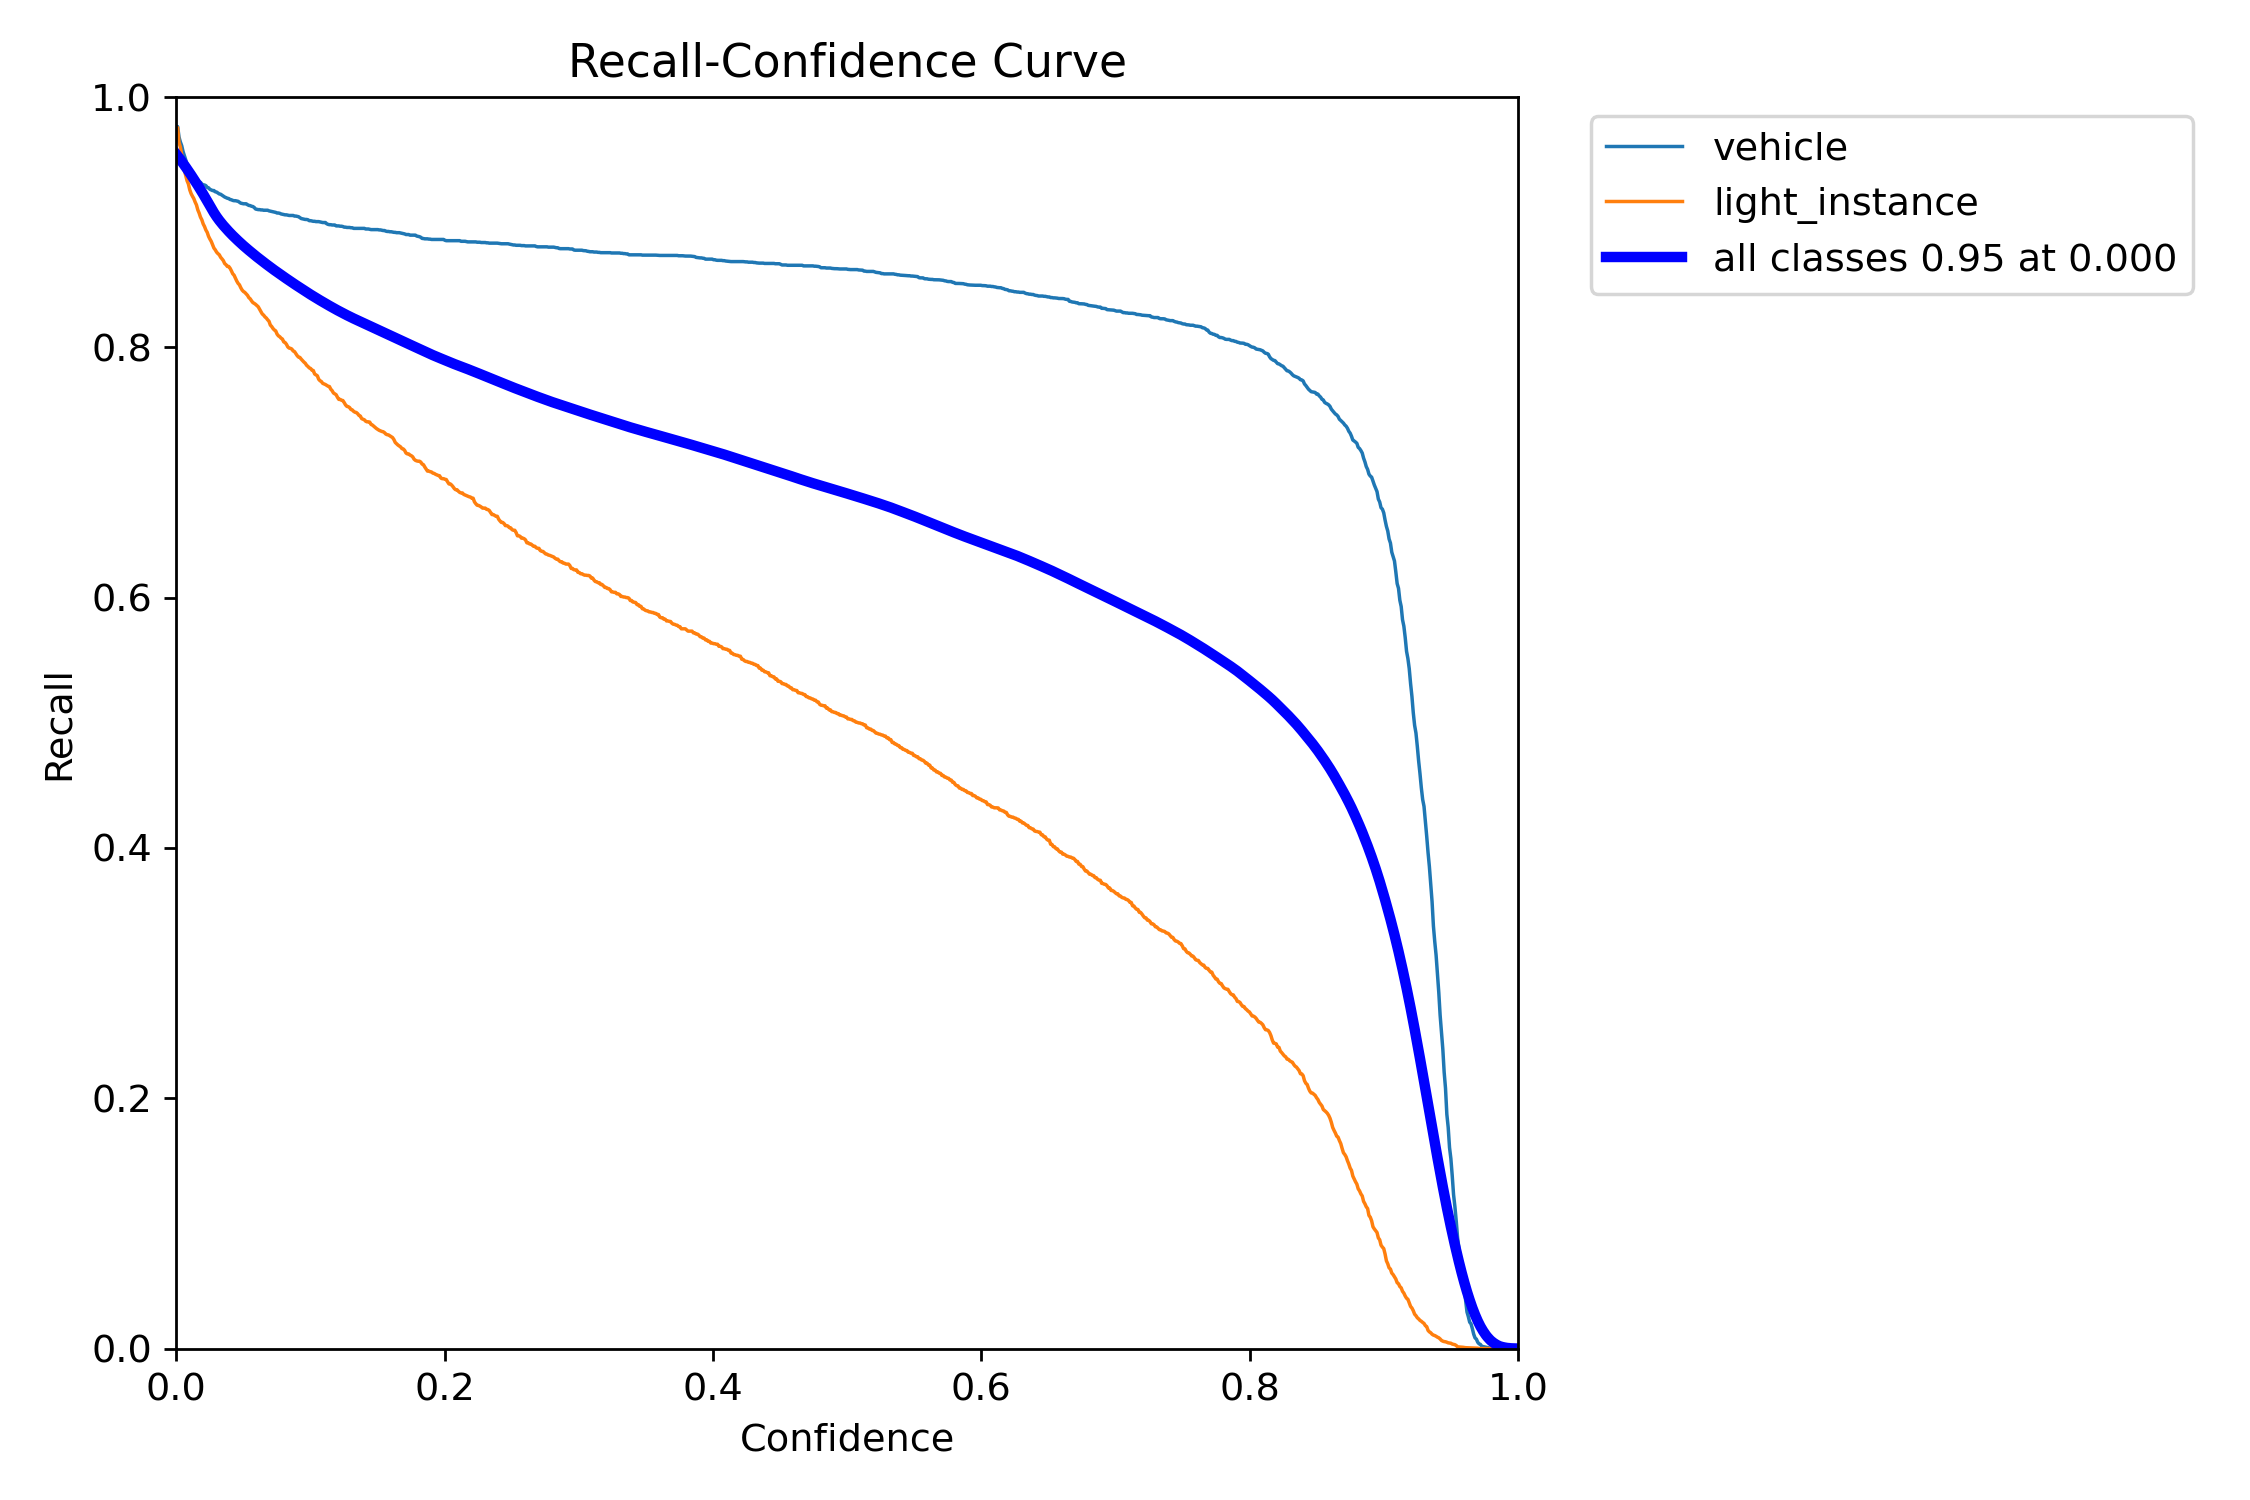 Recall-Confidence Curve
1.0
0.8
0.6
0.4
0.2
0.0
Recall
0.0 0.2 0.4 0.6 0.8 1.0
Confidence
vehicle
light_instance
all classes 0.95 at 0.000